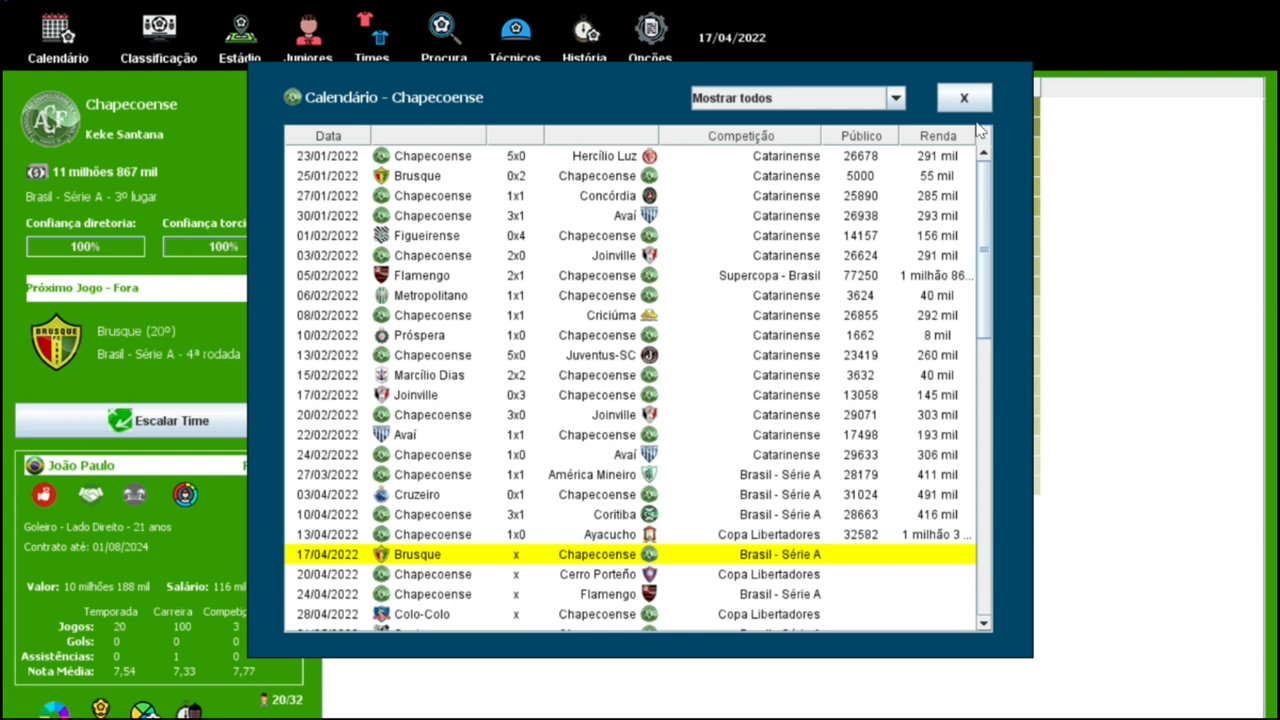 Calendário Classificação Estádio Juniores Times Procura Técnicos História Opções 17/04/2022
Chapecoense
Keke Santana
11 milhões 867 mil
Brasil - Série A - 3º lugar
Confiança diretoria: Confiança torci
100% 100%
Próximo Jogo - Fora
Brusque (20º)
Brasil - Série A - 4ª rodada
Escalar Time
João Paulo
Goleiro - Lado Direito - 21 anos
Contrato até: 01/08/2024
Valor: 10 milhões 188 mil Salário: 116 mil
Temporada Carreira Competiç
Jogos: 20 100 3
Gols: 0 0 0
Assistências: 0 1 0
Nota Média: 7,54 7,33 7,77
20/32
Calendário - Chapecoense Mostrar todos X
Data Competição Público Renda
23/01/2022 Chapecoense 5x0 Hercílio Luz Catarinense 26678 291 mil
25/01/2022 Brusque 0x2 Chapecoense Catarinense 5000 55 mil
27/01/2022 Chapecoense 1x1 Concórdia Catarinense 25890 285 mil
30/01/2022 Chapecoense 3x1 Avaí Catarinense 26938 293 mil
01/02/2022 Figueirense 0x4 Chapecoense Catarinense 14157 156 mil
03/02/2022 Chapecoense 2x0 Joinville Catarinense 26624 291 mil
05/02/2022 Flamengo 2x1 Chapecoense Supercopa - Brasil 77250 1 milhão 86...
06/02/2022 Metropolitano 1x1 Chapecoense Catarinense 3624 40 mil
08/02/2022 Chapecoense 1x1 Criciúma Catarinense 26855 292 mil
10/02/2022 Próspera 1x0 Chapecoense Catarinense 1662 8 mil
13/02/2022 Chapecoense 5x0 Juventus-SC Catarinense 23419 260 mil
15/02/2022 Marcílio Dias 2x2 Chapecoense Catarinense 3632 40 mil
17/02/2022 Joinville 0x3 Chapecoense Catarinense 13058 145 mil
20/02/2022 Chapecoense 3x0 Joinville Catarinense 29071 303 mil
22/02/2022 Avaí 1x1 Chapecoense Catarinense 17498 193 mil
24/02/2022 Chapecoense 1x0 Avaí Catarinense 29633 306 mil
27/03/2022 Chapecoense 1x1 América Mineiro Brasil - Série A 28179 411 mil
03/04/2022 Cruzeiro 0x1 Chapecoense Brasil - Série A 31024 491 mil
10/04/2022 Chapecoense 3x1 Coritiba Brasil - Série A 28663 416 mil
13/04/2022 Chapecoense 1x0 Ayacucho Copa Libertadores 32582 1 milhão 3 ...
17/04/2022 Brusque x Chapecoense Brasil - Série A
20/04/2022 Chapecoense x Cerro Porteño Copa Libertadores
24/04/2022 Chapecoense x Flamengo Brasil - Série A
28/04/2022 Colo-Colo x Chapecoense Copa Libertadores